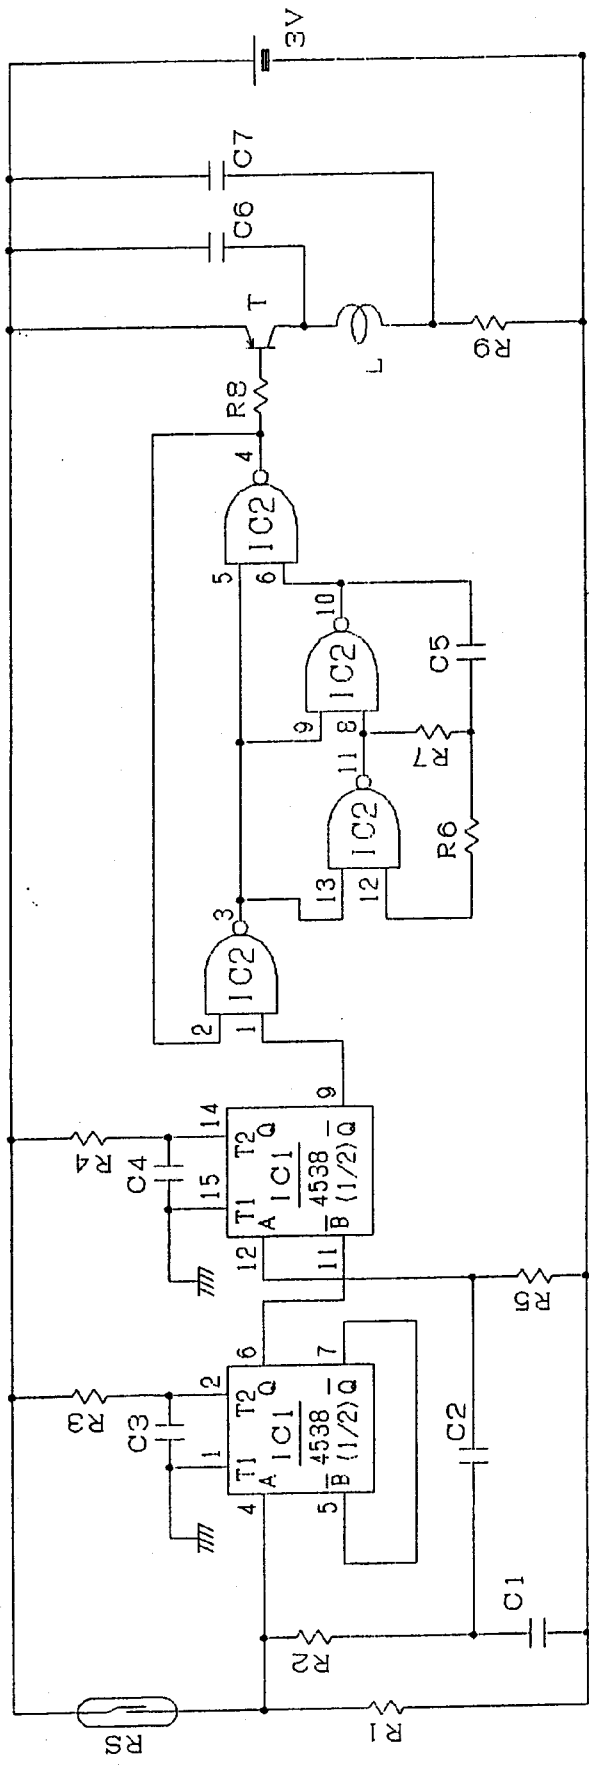 RS
R1
R2
C1
C2
R3
C3
1
2
4
T1
T2
A
Q
6
IC1
4538
(1/2)
5
B̅
Q̅
7
R5
R4
C4
15
14
12
T1
T2
A
Q
IC1
4538
(1/2)
11
B̅
Q̅
9
2
1
IC2
3
13
12
IC2
11
R6
R7
C5
9
8
IC2
10
5
6
IC2
4
R8
T
L
R9
C6
C7
3V